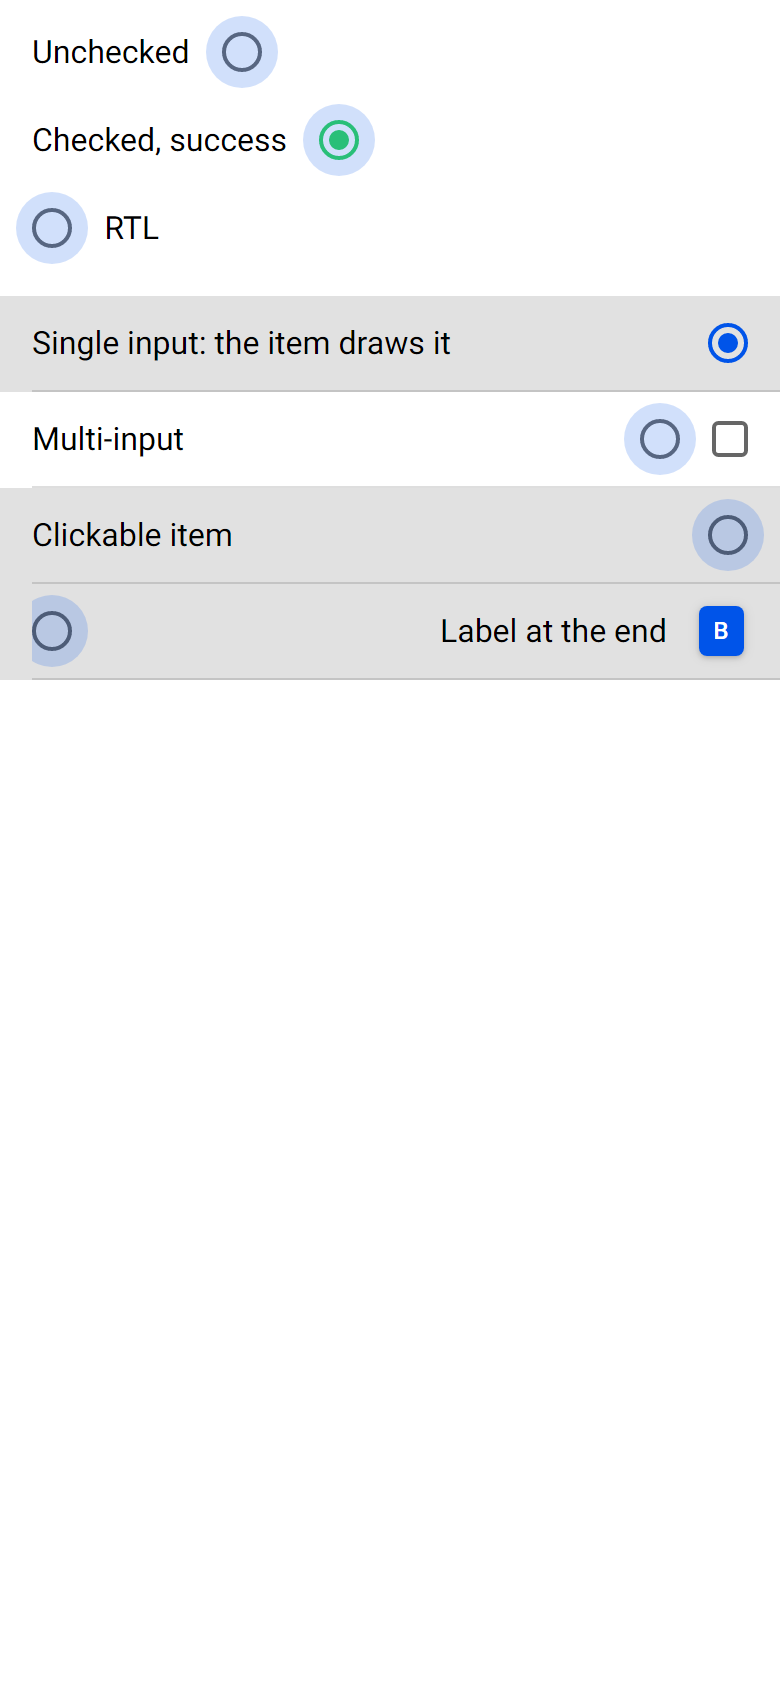 Unchecked
Checked, success
RTL
Single input: the item draws it
Multi-input
Clickable item
Label at the end B